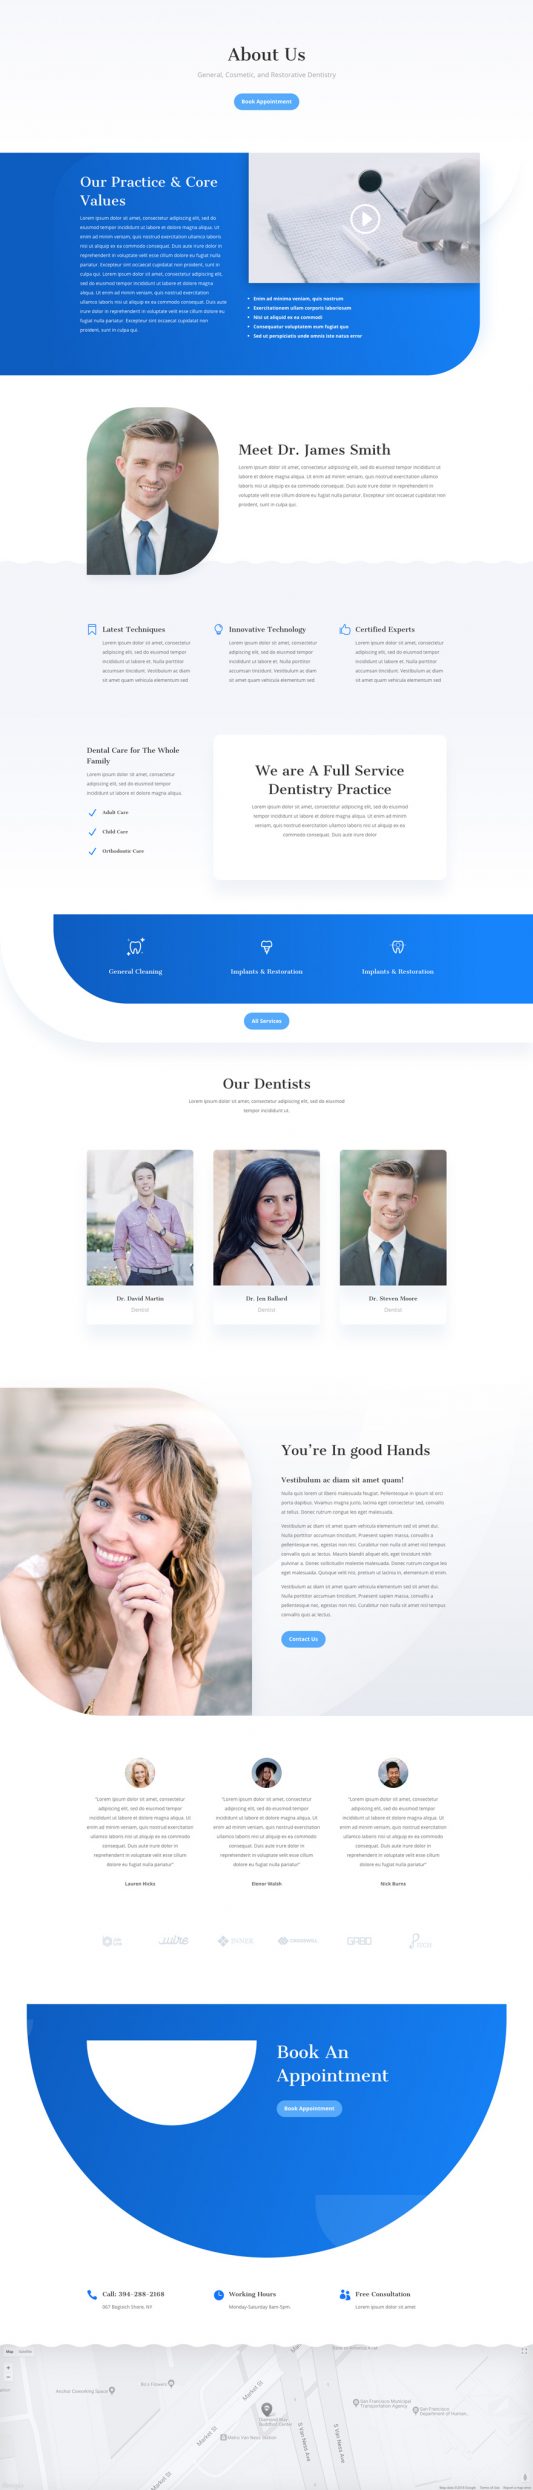 About Us
General, Cosmetic, and Restorative Dentistry
Book Appointment
Our Practice & Core
Values
Lorem ipsum dolor sit amet, consectetur adipiscing elit, sed do
eiusmod tempor incididunt ut labore et dolore magna aliqua. Ut
enim ad minim veniam, quis nostrud exercitation ullamco laboris
nisi ut aliquip ex ea commodo consequat. Duis aute irure dolor in
reprehenderit in voluptate velit esse cillum dolore eu fugiat nulla
pariatur. Excepteur sint occaecat cupidatat non proident, sunt in
culpa qui. Lorem ipsum dolor sit amet, consectetur adipiscing
elit, sed do eiusmod tempor incididunt ut labore et dolore magna
aliqua. Ut enim ad minim veniam, quis nostrud exercitation
ullamco laboris nisi ut aliquip ex ea commodo consequat. Duis aute
irure dolor in reprehenderit in voluptate velit esse cillum dolore eu
fugiat nulla pariatur. Excepteur sint occaecat cupidatat non
proident, sunt in culpa qui.
Enim ad minima veniam, quis nostrum
Exercitationem ullam corporis laboriosam
Nisi ut aliquid ex ea commodi
Consequatur voluptatem eum fugiat quo
Sed ut perspiciatis unde omnis iste natus error
Meet Dr. James Smith
Lorem ipsum dolor sit amet, consectetur adipiscing elit, sed do eiusmod tempor incididunt ut
labore et dolore magna aliqua. Ut enim ad minim veniam, quis nostrud exercitation ullamco
laboris nisi ut aliquip ex ea commodo consequat. Duis aute irure dolor in reprehenderit in
voluptate velit esse cillum dolore eu fugiat nulla pariatur. Excepteur sint occaecat cupidatat non
proident, sunt in culpa qui.
Latest Techniques
Lorem ipsum dolor sit amet, consectetur
adipiscing elit, sed do eiusmod tempor
incididunt ut labore et. Nulla porttitor
accumsan tincidunt. Vestibulum ac diam
sit amet quam vehicula elementum sed
Innovative Technology
Lorem ipsum dolor sit amet, consectetur
adipiscing elit, sed do eiusmod tempor
incididunt ut labore et. Nulla porttitor
accumsan tincidunt. Vestibulum ac diam
sit amet quam vehicula elementum sed
Certified Experts
Lorem ipsum dolor sit amet, consectetur
adipiscing elit, sed do eiusmod tempor
incididunt ut labore et. Nulla porttitor
accumsan tincidunt. Vestibulum ac diam
sit amet quam vehicula elementum sed
Dental Care for The Whole
Family
Lorem ipsum dolor sit amet, consectetur
adipiscing elit, sed do eiusmod tempor
incididunt ut labore et dolore magna aliqua.
Adult Care
Child Care
Orthodontic Care
We are A Full Service
Dentistry Practice
Lorem ipsum dolor sit amet, consectetur adipiscing elit, sed do eiusmod
tempor incididunt ut labore et dolore magna aliqua. Ut enim ad minim
veniam, quis nostrud exercitation ullamco laboris nisi ut aliquip ex ea
commodo consequat. Duis aute irure dolor
General Cleaning
Implants & Restoration
Implants & Restoration
All Services
Our Dentists
Lorem ipsum dolor sit amet, consectetur adipiscing elit, sed do eiusmod
tempor incididunt ut.
Dr. David Martin
Dentist
Dr. Jen Ballard
Dentist
Dr. Steven Moore
Dentist
You're In good Hands
Vestibulum ac diam sit amet quam!
Nulla quis lorem ut libero malesuada feugiat. Pellentesque in ipsum id orci
porta dapibus. Vivamus magna justo, lacinia eget consectetur sed, convallis
at tellus. Donec rutrum congue leo eget malesuada.
Vestibulum ac diam sit amet quam vehicula elementum sed sit amet dui.
Nulla porttitor accumsan tincidunt. Praesent sapien massa, convallis a
pellentesque nec, egestas non nisi. Curabitur non nulla sit amet nisl tempus
convallis quis ac lectus. Mauris blandit aliquet elit, eget tincidunt nibh
pulvinar a. Donec sollicitudin molestie malesuada. Donec rutrum congue leo
eget malesuada. Quisque velit nisi, pretium ut lacinia in, elementum id enim.
Vestibulum ac diam sit amet quam vehicula elementum sed sit amet dui.
Nulla porttitor accumsan tincidunt. Praesent sapien massa, convallis a
pellentesque nec, egestas non nisi. Curabitur non nulla sit amet nisl tempus
convallis quis ac lectus.
Contact Us
"Lorem ipsum dolor sit amet, consectetur
adipiscing elit, sed do eiusmod tempor
incididunt ut labore et dolore magna aliqua. Ut
enim ad minim veniam, quis nostrud exercitation
ullamco laboris nisi ut aliquip ex ea commodo
consequat. Duis aute irure dolor in
reprehenderit in voluptate velit esse cillum
dolore eu fugiat nulla pariatur"
Lauren Hicks
"Lorem ipsum dolor sit amet, consectetur
adipiscing elit, sed do eiusmod tempor
incididunt ut labore et dolore magna aliqua. Ut
enim ad minim veniam, quis nostrud exercitation
ullamco laboris nisi ut aliquip ex ea commodo
consequat. Duis aute irure dolor in
reprehenderit in voluptate velit esse cillum
dolore eu fugiat nulla pariatur"
Elenor Walsh
"Lorem ipsum dolor sit amet, consectetur
adipiscing elit, sed do eiusmod tempor
incididunt ut labore et dolore magna aliqua. Ut
enim ad minim veniam, quis nostrud exercitation
ullamco laboris nisi ut aliquip ex ea commodo
consequat. Duis aute irure dolor in
reprehenderit in voluptate velit esse cillum
dolore eu fugiat nulla pariatur"
Nick Burns
INNER
Book An
Appointment
Book Appointment
Call: 394-288-2168
Working Hours
Monday-Saturday 8am-5pm.
Free Consultation
Lorem ipsum dolor sit amet
Map
Satellite
Anchor Coworking Space
Bo's Flowers
Market St
Market St
Market St
Metro Van Ness Station
S Van Ness Ave
S Van Ness Ave
San Francisco Municipal
Transportation Agency
San Francisco
Department of Human...